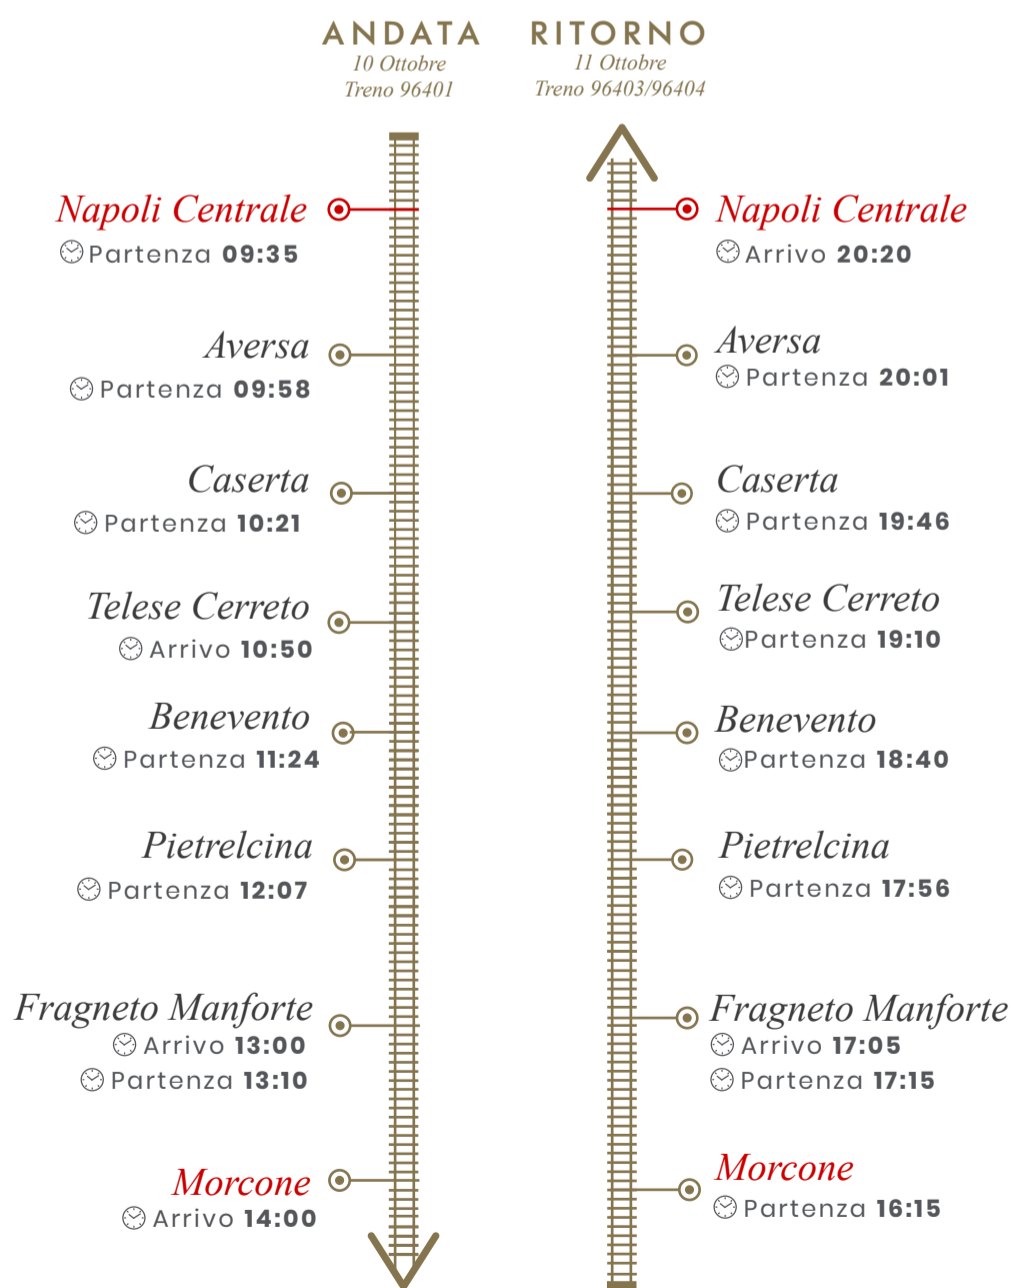 ANDATA
10 Ottobre
Treno 96401
Napoli Centrale
Partenza 09:35
Aversa
Partenza 09:58
Caserta
Partenza 10:21
Telese Cerreto
Arrivo 10:50
Benevento
Partenza 11:24
Pietrelcina
Partenza 12:07
Fragneto Manforte
Arrivo 13:00
Partenza 13:10
Morcone
Arrivo 14:00
RITORNO
11 Ottobre
Treno 96403/96404
Napoli Centrale
Arrivo 20:20
Aversa
Partenza 20:01
Caserta
Partenza 19:46
Telese Cerreto
Partenza 19:10
Benevento
Partenza 18:40
Pietrelcina
Partenza 17:56
Fragneto Manforte
Arrivo 17:05
Partenza 17:15
Morcone
Partenza 16:15